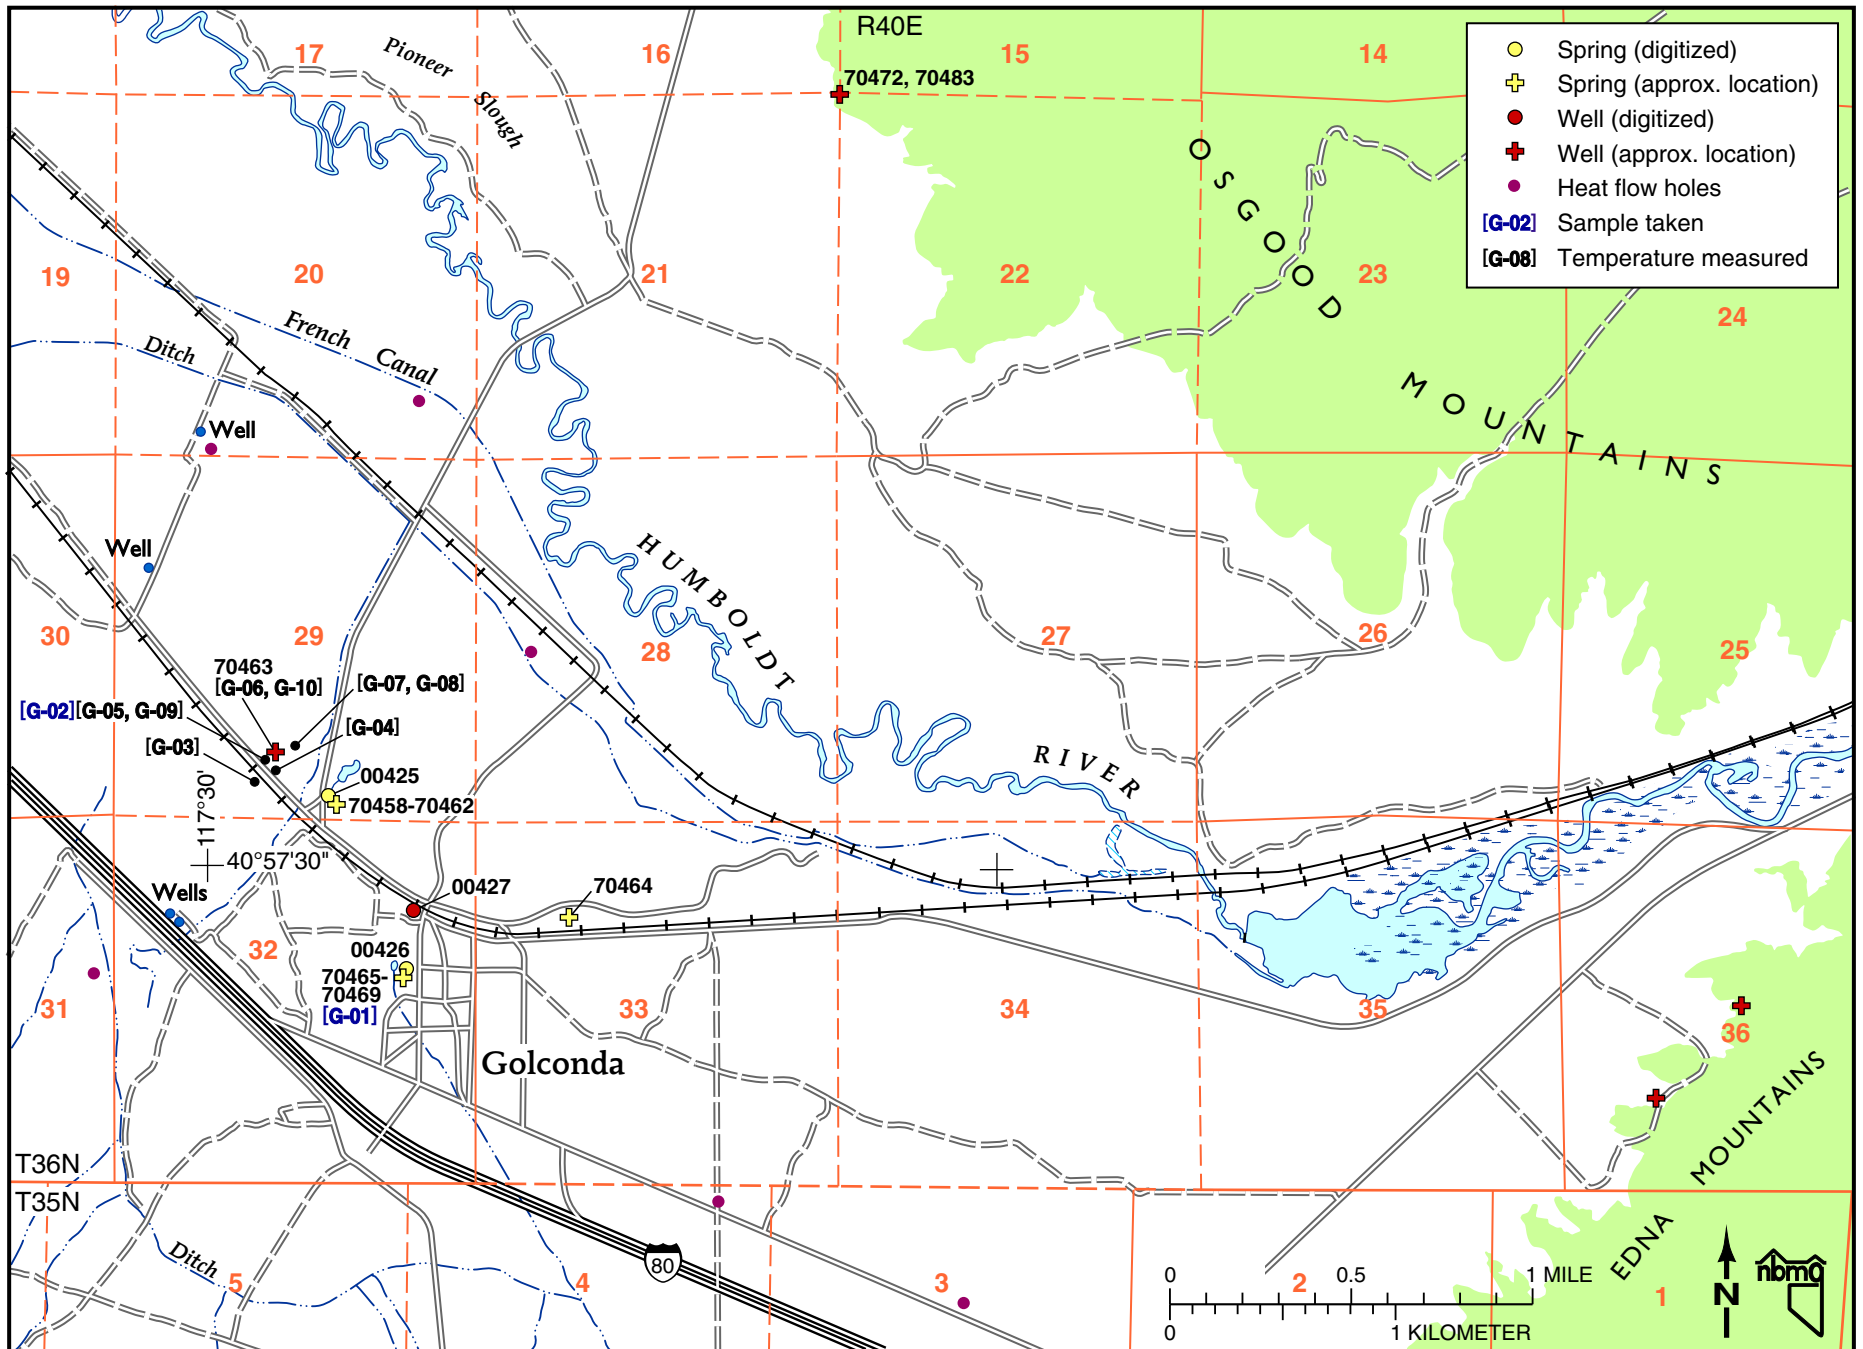 R40E
17
16
15
14
Pioneer
Slough
70472, 70483
Spring (digitized)
Spring (approx. location)
Well (digitized)
Well (approx. location)
Heat flow holes
[G-02] Sample taken
[G-08] Temperature measured
OSGOOD
MOUNTAINS
19
20
21
22
23
24
French Canal
Ditch
Well
Well
HUMBOLDT
RIVER
30
29
28
27
26
25
70463
[G-06, G-10]
[G-07, G-08]
[G-02][G-05, G-09]
[G-04]
[G-03]
00425
70458-70462
117°30'
40°57'30"
Wells
00427
70464
32
00426
70465-
70469
[G-01]
31
33
34
35
36
Golconda
EDNA
MOUNTAINS
T36N
T35N
Ditch
5
4
3
2
1
80
0 0.5 1 MILE
0 1 KILOMETER
N
nbmg